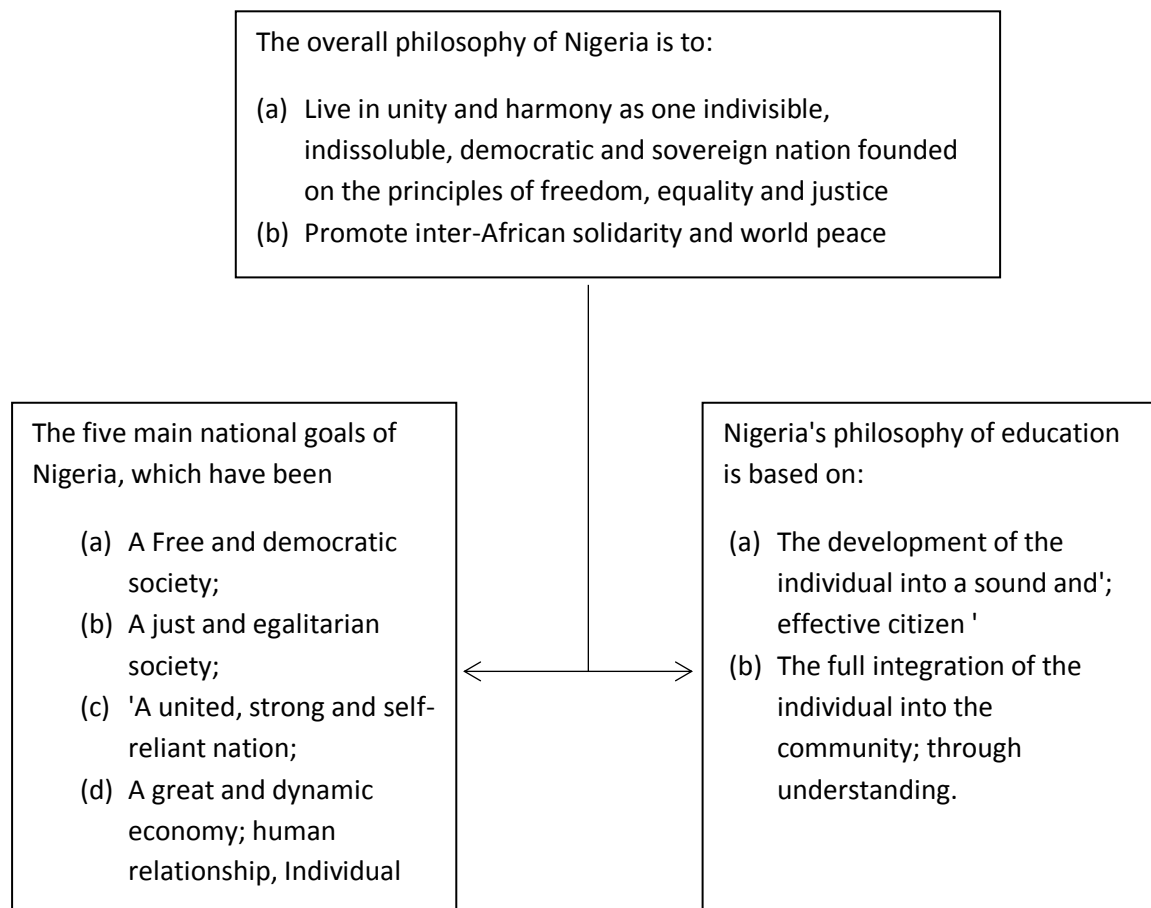 The overall philosophy of Nigeria is to:
(a) Live in unity and harmony as one indivisible,
indissoluble, democratic and sovereign nation founded
on the principles of freedom, equality and justice
(b) Promote inter-African solidarity and world peace
The five main national goals of
Nigeria, which have been
(a) A Free and democratic
society;
(b) A just and egalitarian
society;
(c) 'A united, strong and self-
reliant nation;
(d) A great and dynamic
economy; human
relationship, Individual
Nigeria's philosophy of education
is based on:
(a) The development of the
individual into a sound and';
effective citizen '
(b) The full integration of the
individual into the
community; through
understanding.